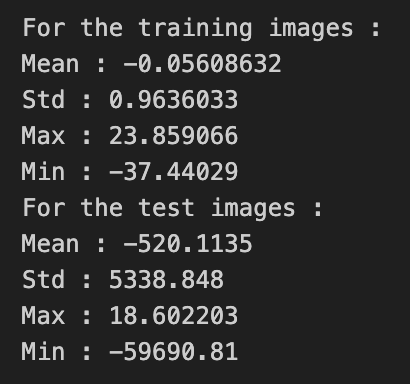 For the training images :
Mean : -0.05608632
Std : 0.9636033
Max : 23.859066
Min : -37.44029
For the test images :
Mean : -520.1135
Std : 5338.848
Max : 18.602203
Min : -59690.81